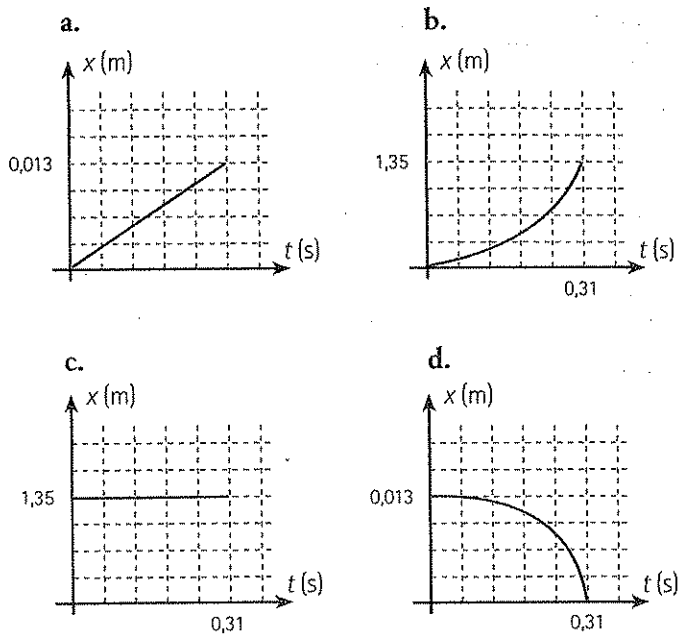 a.
x (m)
0,013
t (s)
b.
x (m)
1,35
t (s)
0,31
c.
x (m)
1,35
t (s)
0,31
d.
x (m)
0,013
t (s)
0,31